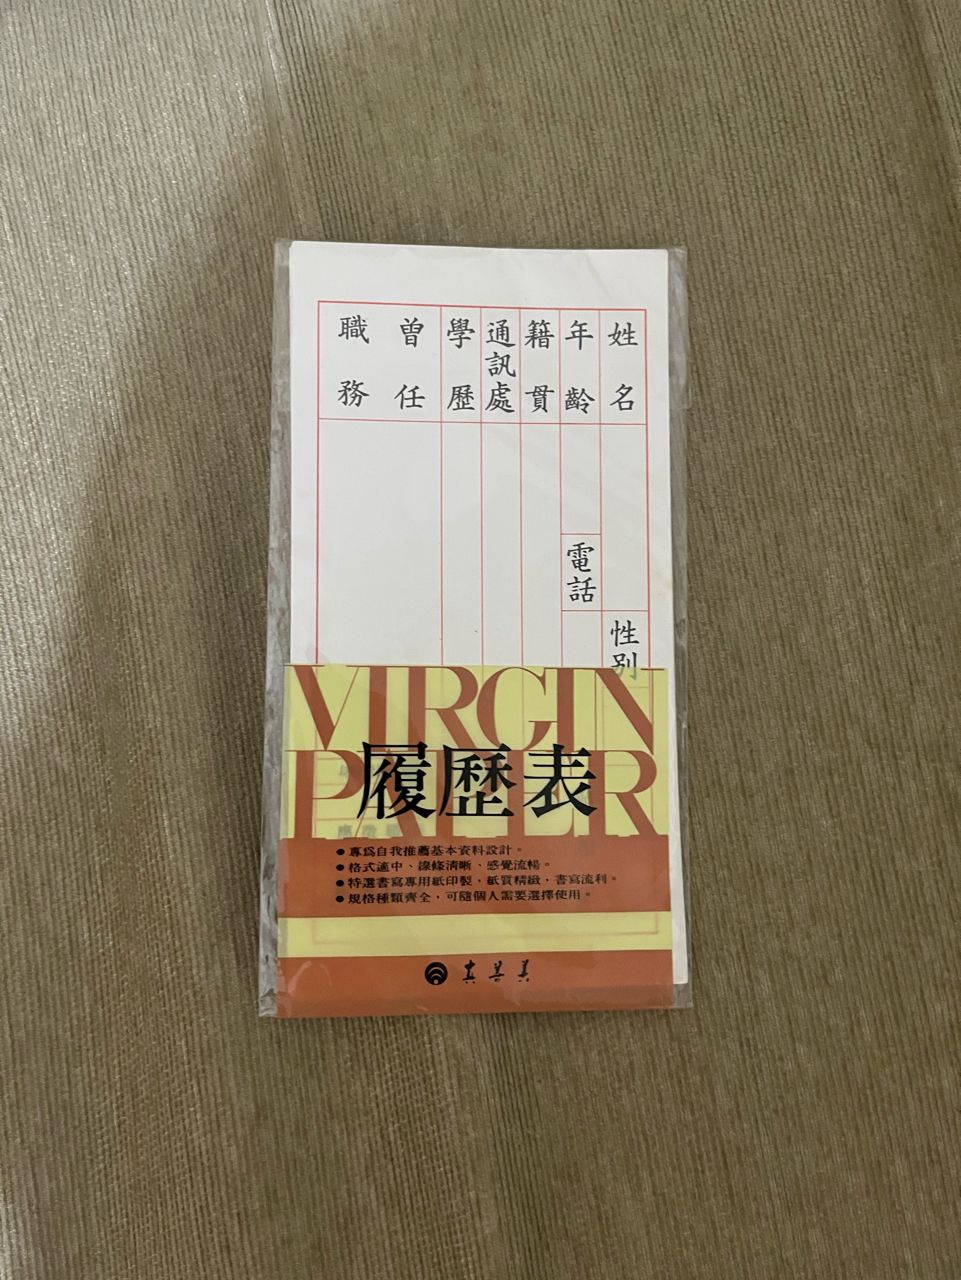 姓名
性別
年齡
電話
籍貫
通訊處
學歷
曾任
職務
VIRGIN
PAPER
履歷表
●專為自我推薦基本資料設計。
●格式適中、線條清晰、感覺流暢。
●特選書寫專用紙印製,紙質精緻,書寫流利。
●規格種類齊全,可隨個人需要選擇使用。